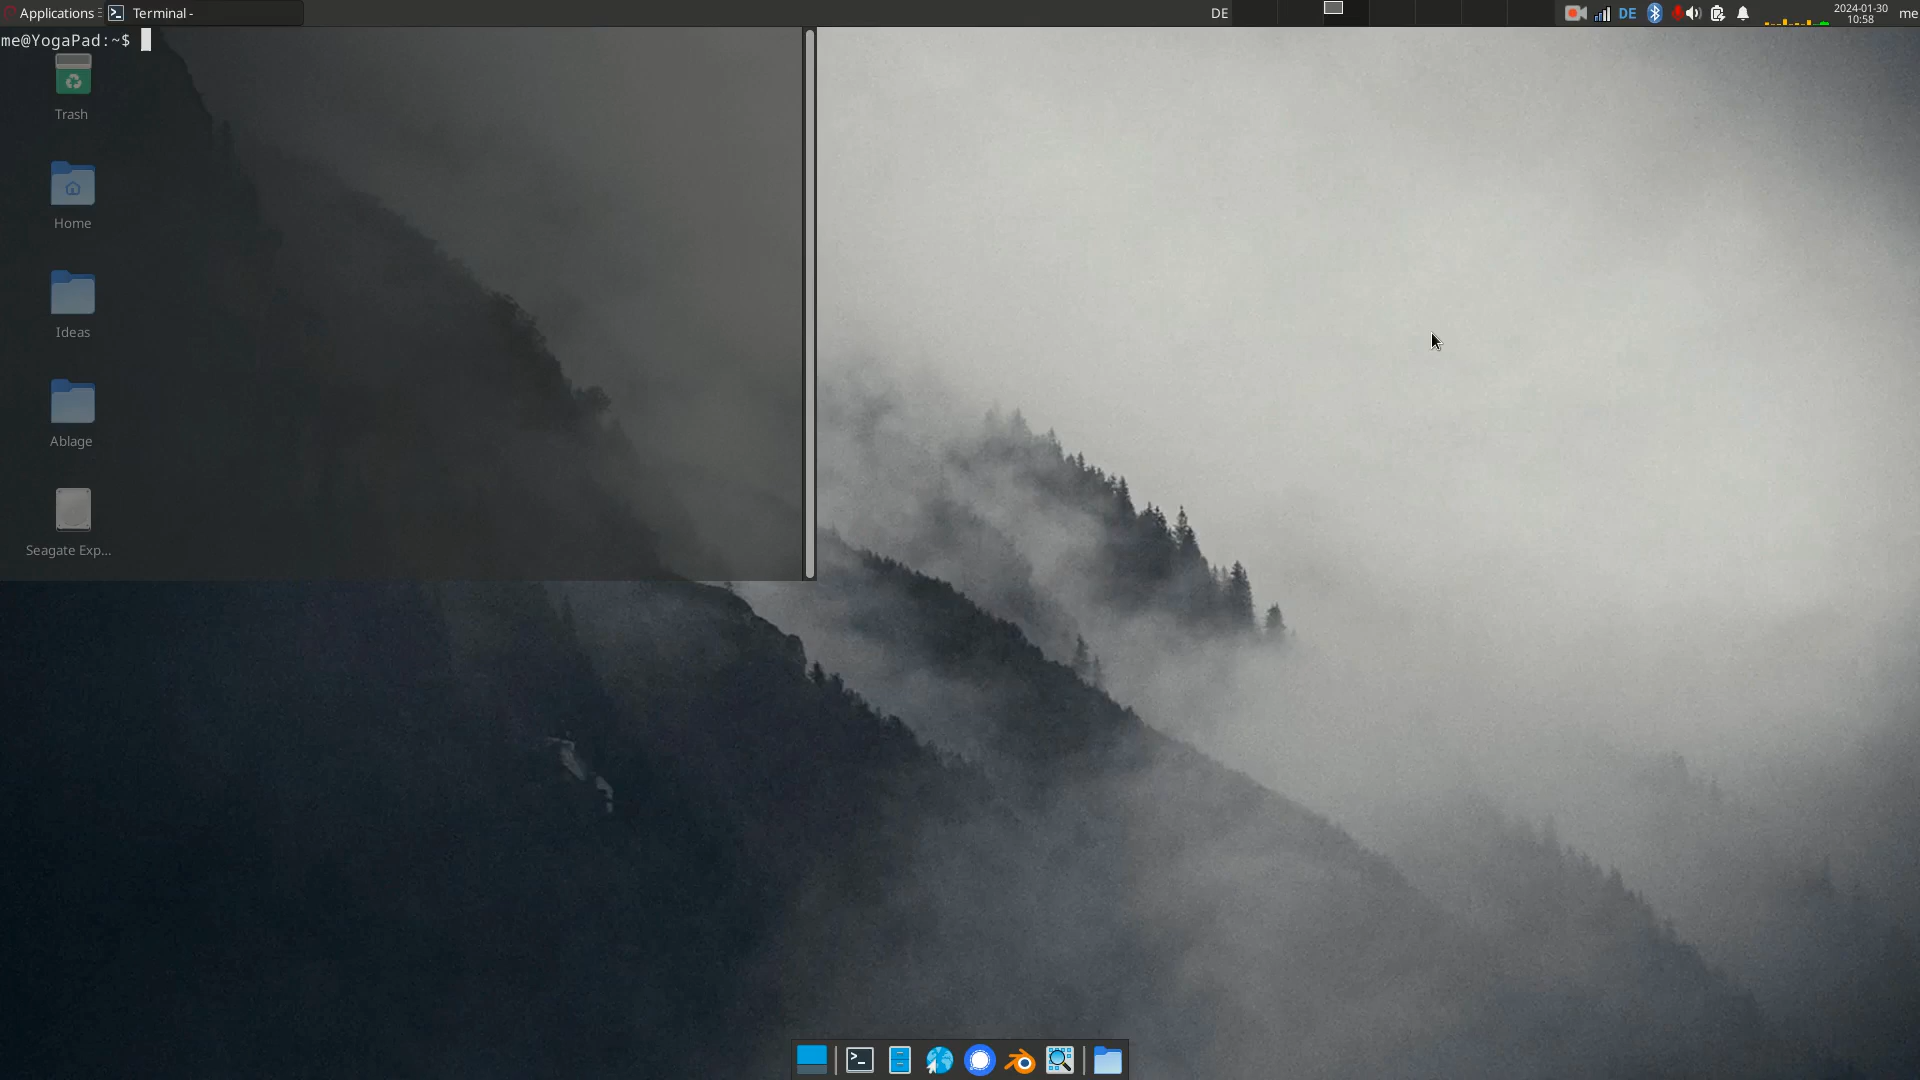 Applications
Terminal -
DE
DE
2024-01-30
10:58
me
me@YogaPad:~$
Trash
Home
Ideas
Ablage
Seagate Exp...